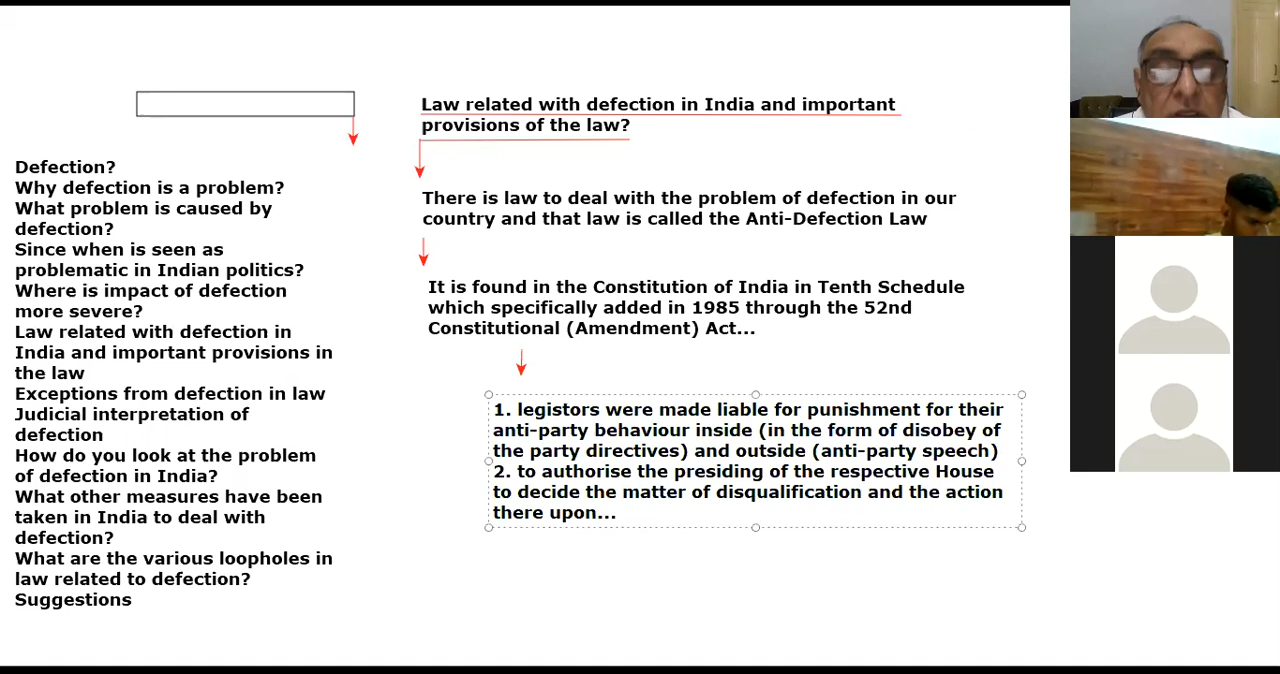 Defection?
Why defection is a problem?
What problem is caused by
defection?
Since when is seen as
problematic in Indian politics?
Where is impact of defection
more severe?
Law related with defection in
India and important provisions in
the law
Exceptions from defection in law
Judicial interpretation of
defection
How do you look at the problem
of defection in India?
What other measures have been
taken in India to deal with
defection?
What are the various loopholes in
law related to defection?
Suggestions
Law related with defection in India and important
provisions of the law?
There is law to deal with the problem of defection in our
country and that law is called the Anti-Defection Law
It is found in the Constitution of India in Tenth Schedule
which specifically added in 1985 through the 52nd
Constitutional (Amendment) Act...
1. legistors were made liable for punishment for their
anti-party behaviour inside (in the form of disobey of
the party directives) and outside (anti-party speech)
2. to authorise the presiding of the respective House
to decide the matter of disqualification and the action
there upon...